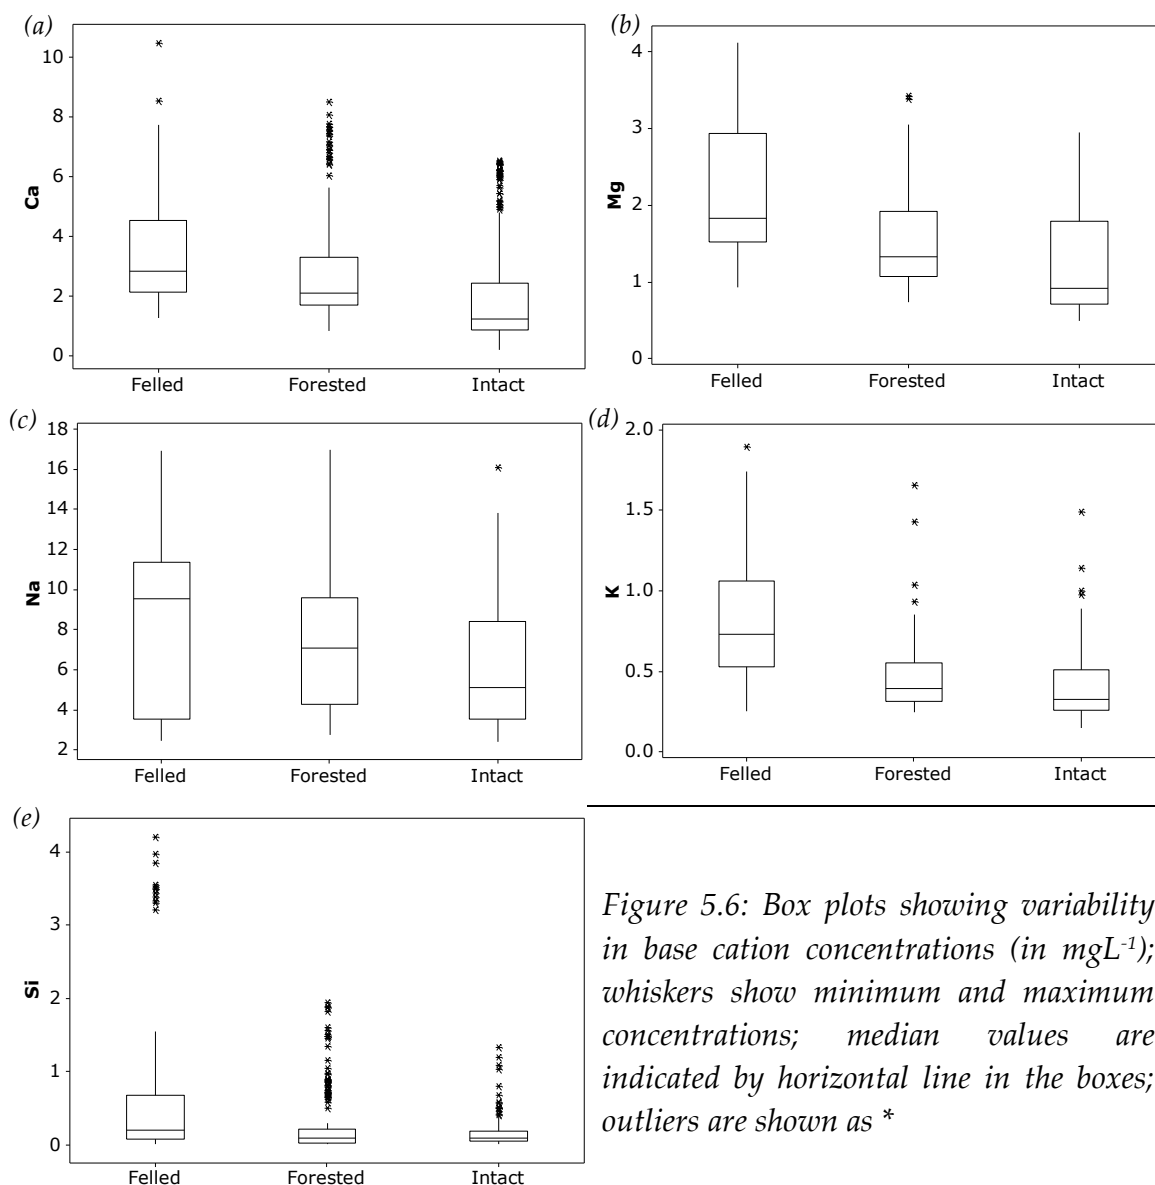 (a)
10
8
6
4
2
0
Ca
Felled Forested Intact
(b)
4
3
2
1
0
Mg
Felled Forested Intact
(c)
18
16
14
12
10
8
6
4
2
Na
Felled Forested Intact
(d)
2.0
1.5
1.0
0.5
0.0
K
Felled Forested Intact
(e)
4
3
2
1
0
Si
Felled Forested Intact
Figure 5.6: Box plots showing variability
in base cation concentrations (in mgL⁻¹);
whiskers show minimum and maximum
concentrations; median values are
indicated by horizontal line in the boxes;
outliers are shown as *